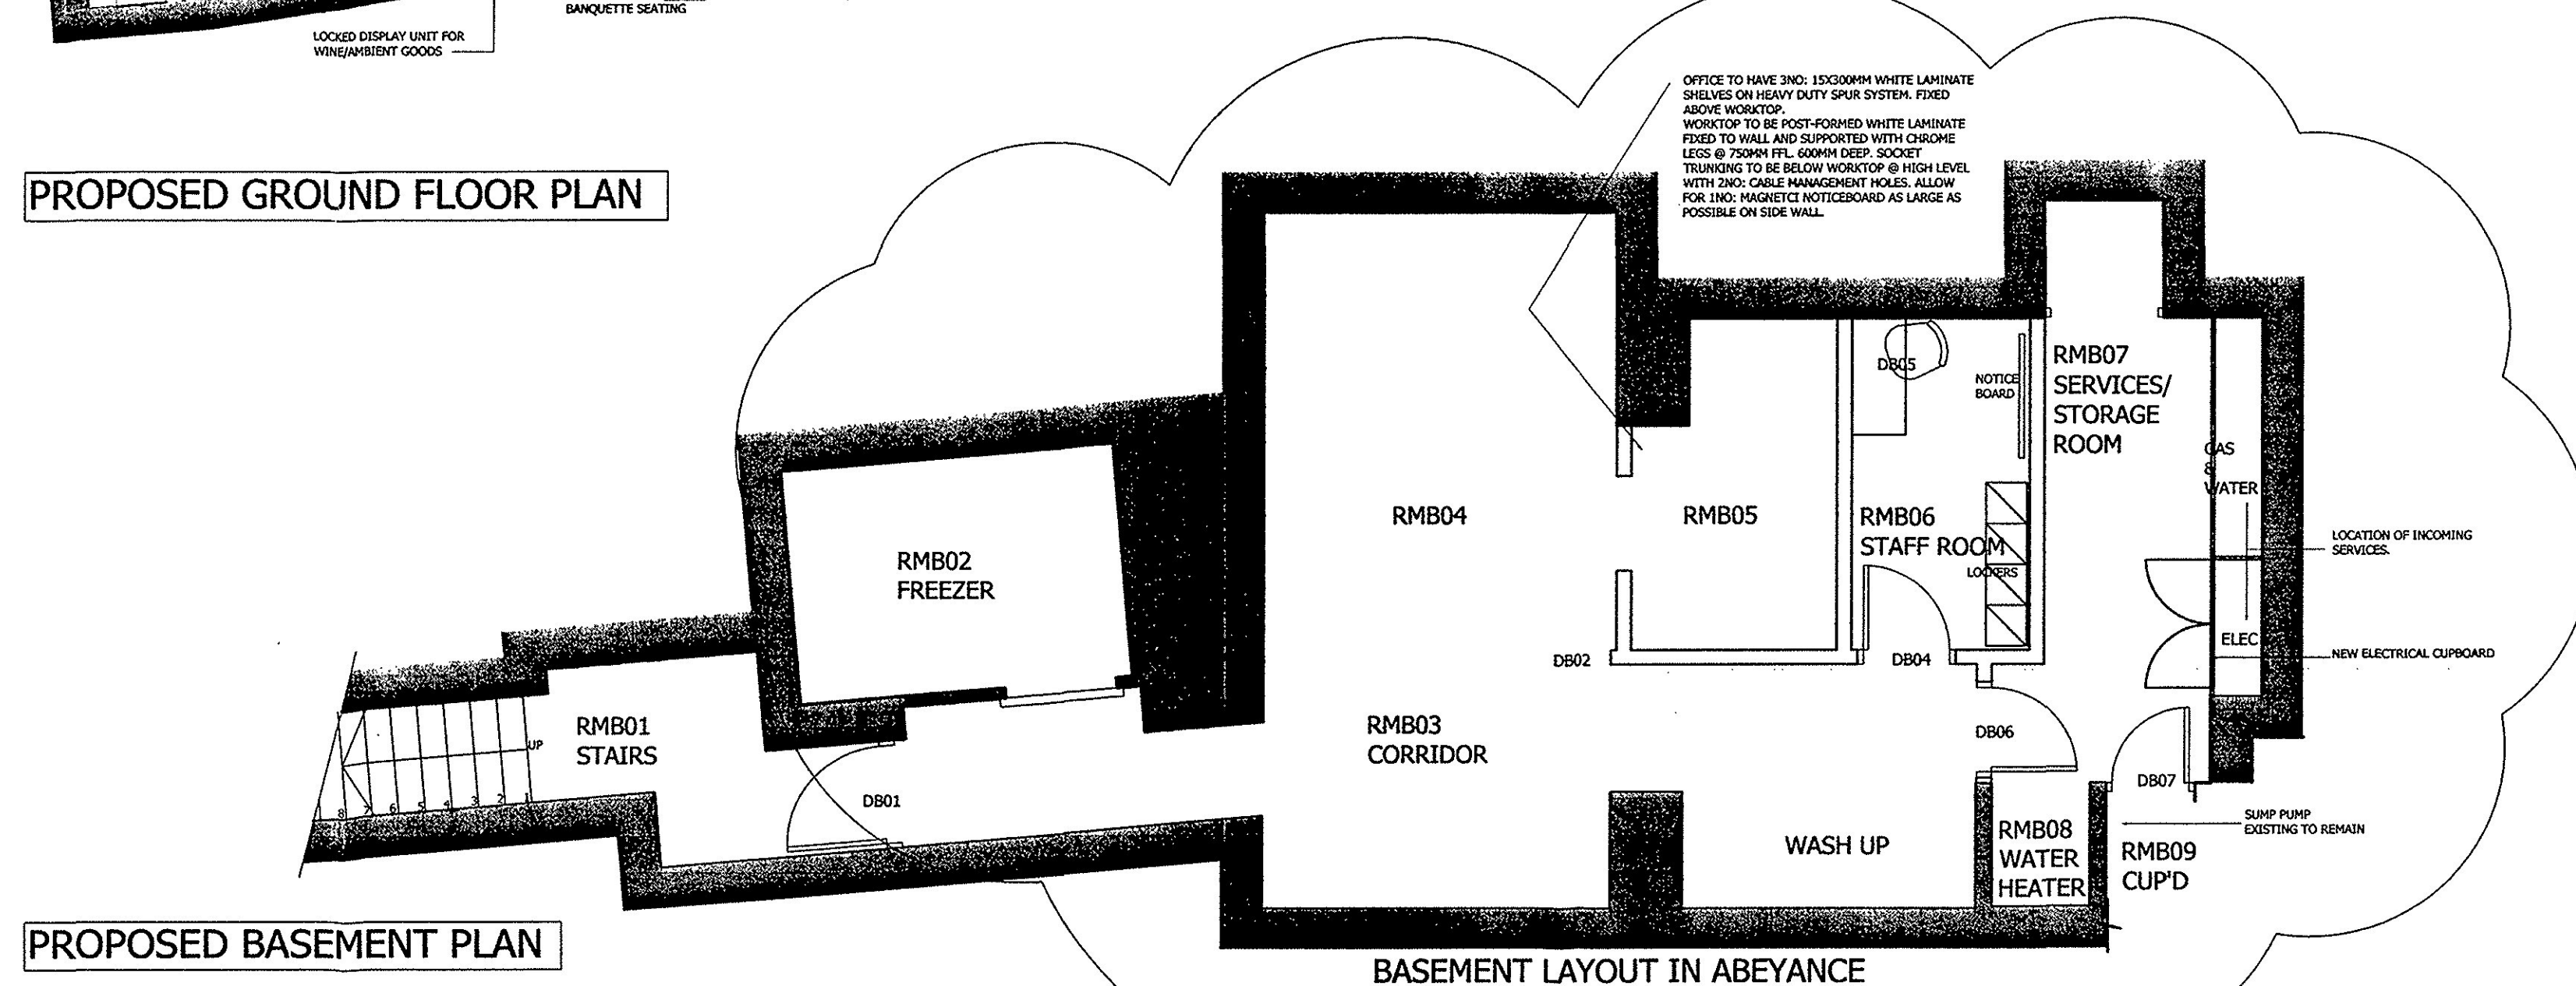 BANQUETTE SEATING
LOCKED DISPLAY UNIT FOR
WINE/AMBIENT GOODS
PROPOSED GROUND FLOOR PLAN
OFFICE TO HAVE 3NO: 15X300MM WHITE LAMINATE
SHELVES ON HEAVY DUTY SPUR SYSTEM. FIXED
ABOVE WORKTOP.
WORKTOP TO BE POST-FORMED WHITE LAMINATE
FIXED TO WALL AND SUPPORTED WITH CHROME
LEGS @ 750MM FFL. 600MM DEEP. SOCKET
TRUNKING TO BE BELOW WORKTOP @ HIGH LEVEL
WITH 2NO: CABLE MANAGEMENT HOLES. ALLOW
FOR 1NO: MAGNETCI NOTICEBOARD AS LARGE AS
POSSIBLE ON SIDE WALL
RMB07
SERVICES/
STORAGE
ROOM
DB05
NOTICE
BOARD
GAS
&
WATER
RMB04
RMB05
RMB06
STAFF ROOM
LOCKERS
LOCATION OF INCOMING
SERVICES.
RMB02
FREEZER
ELEC
NEW ELECTRICAL CUPBOARD
DB02
DB04
RMB01
STAIRS
UP
8 7 6 5 4 3 2 1
RMB03
CORRIDOR
DB06
DB07
DB01
SUMP PUMP
EXISTING TO REMAIN
WASH UP
RMB08
WATER
HEATER
RMB09
CUP'D
PROPOSED BASEMENT PLAN
BASEMENT LAYOUT IN ABEYANCE